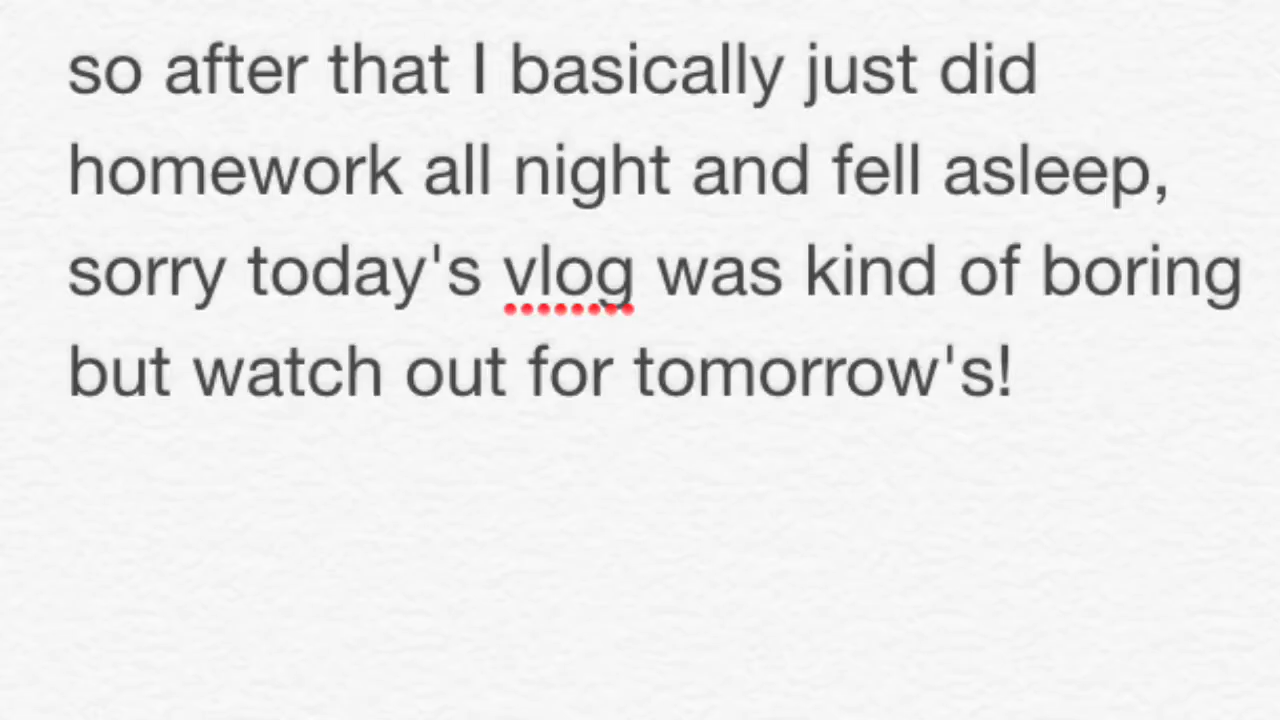 so after that I basically just did
homework all night and fell asleep,
sorry today's vlog was kind of boring
but watch out for tomorrow's!